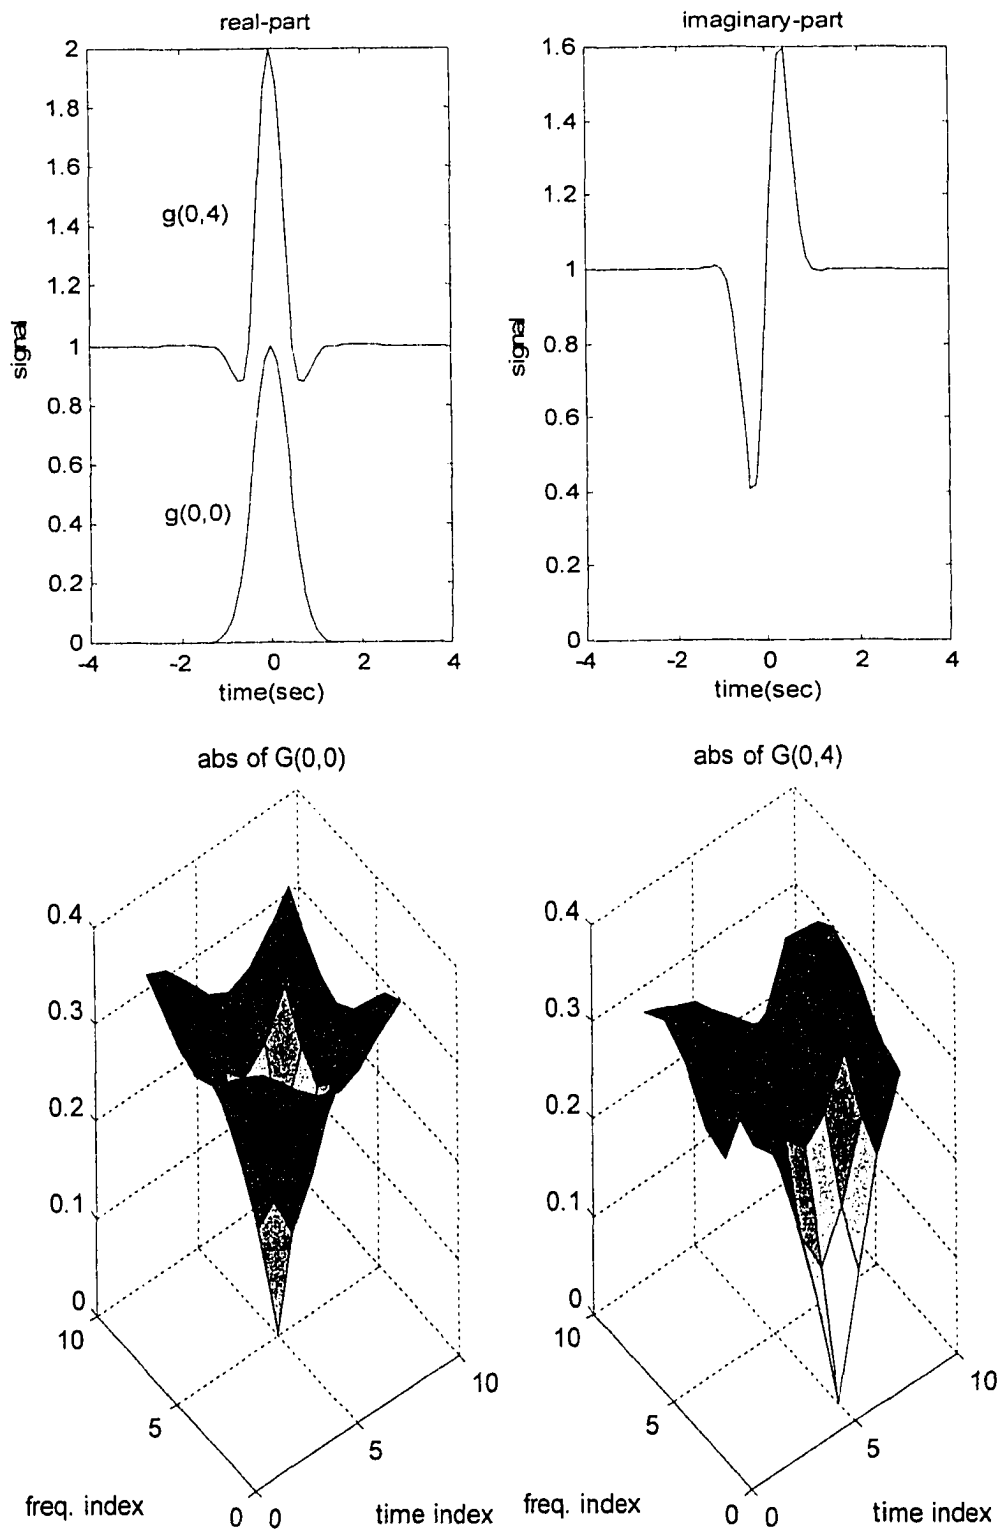 real-part
2
1.8
1.6
1.4
1.2
1
0.8
0.6
0.4
0.2
0
signal
g(0,4)
g(0,0)
-4 -2 0 2 4
time(sec)
imaginary-part
1.6
1.4
1.2
1
0.8
0.6
0.4
0.2
0
signal
-4 -2 0 2 4
time(sec)
abs of G(0,0)
0.4
0.3
0.2
0.1
0
10
5
0
0
5
10
freq. index
time index
abs of G(0,4)
0.4
0.3
0.2
0.1
0
10
5
0
0
5
10
freq. index
time index